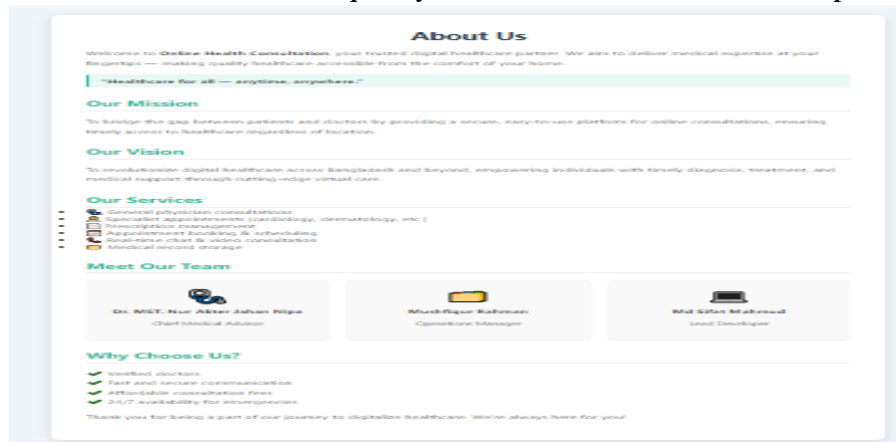 About Us
Welcome to Online Health Consultation, your trusted digital healthcare partner. We aim to deliver medical expertise at your
fingertips — making quality healthcare accessible from the comfort of your home.
"Healthcare for all — anytime, anywhere."
Our Mission
To bridge the gap between patients and doctors by providing a secure, easy-to-use platform for online consultations, ensuring
timely access to healthcare regardless of location.
Our Vision
To revolutionize digital healthcare across Bangladesh and beyond, empowering individuals with timely diagnosis, treatment, and
medical support through cutting-edge virtual care.
Our Services
General physician consultations
Specialist appointments (cardiology, dermatology, etc.)
Prescription management
Appointment booking & scheduling
Real-time chat & video consultation
Medical record storage
Meet Our Team
Dr. MST. Nur Akter Jahan Nipa
Chief Medical Advisor
Mushfiqur Rahman
Operations Manager
Md Sifat Mahmud
Lead Developer
Why Choose Us?
✔ Verified doctors
✔ Fast and secure communication
✔ Affordable consultation fees
✔ 24/7 availability for emergencies
Thank you for being a part of our journey to digitalize healthcare. We're always here for you!